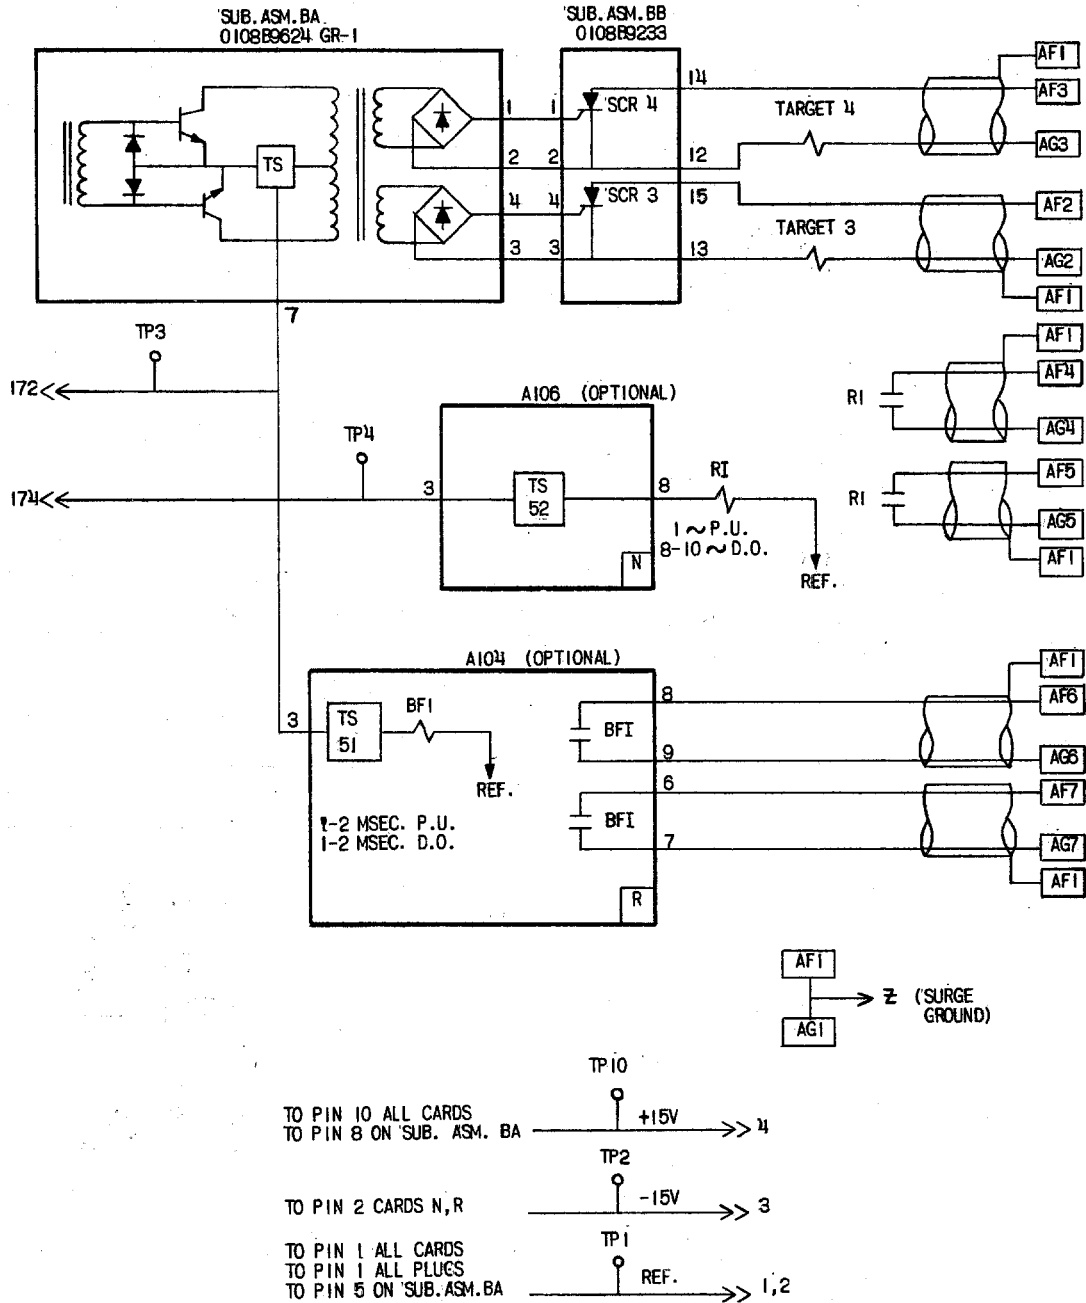 SUB. ASM. BA
0108B9624 GR-1
SUB. ASM. BB
0108B9233
AF1
AF3
AG3
AF2
AG2
AF1
14
12
15
13
TARGET 4
TARGET 3
1
1
2
2
4
4
3
3
SCR 4
SCR 3
TS
7
TP3
172
TP4
174
A106 (OPTIONAL)
3
TS
52
8
RI
1~P.U.
8-10~D.O.
N
REF.
AF1
AF4
RI
AG4
AF5
RI
AG5
AF1
A104 (OPTIONAL)
3
TS
51
BFI
REF.
1-2 MSEC. P.U.
1-2 MSEC. D.O.
BFI
BFI
8
9
6
7
R
AF1
AF6
AG6
AF7
AG7
AF1
AF1
AG1
Z (SURGE
GROUND)
TP10
TO PIN 10 ALL CARDS
TO PIN 8 ON SUB. ASM. BA
+15V
4
TP2
TO PIN 2 CARDS N,R
-15V
3
TP1
TO PIN 1 ALL CARDS
TO PIN 1 ALL PLUGS
TO PIN 5 ON SUB. ASM. BA
REF.
1,2